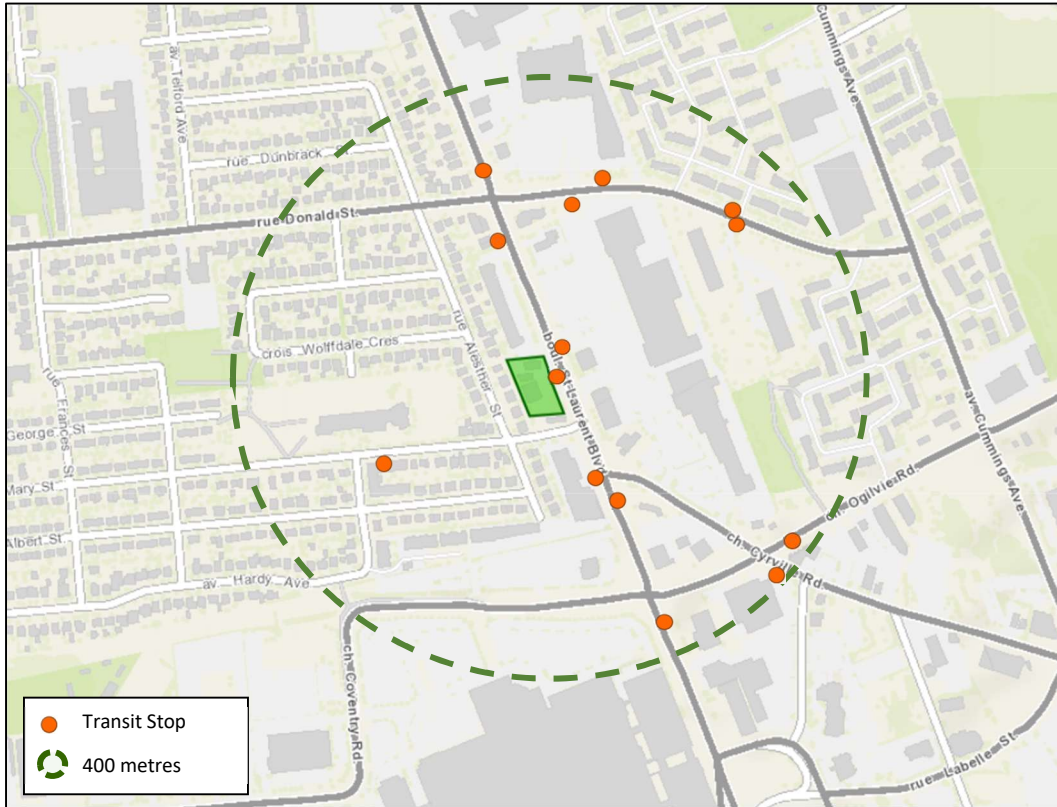 Cummings Ave
av Telford Ave
rue Dunbrack St
rue Donald St.
rue Alesther St
crois Wolffdale Cres
boul. St-Laurent Blvd.
rue Frances St
George St
Mary St
Albert St
av Hardy Ave
ch. Ogilvie Rd.
av. Cummings Ave
ch. Cyrville Rd
ch. Coventry Rd.
rue Labelle St.
Transit Stop
400 metres